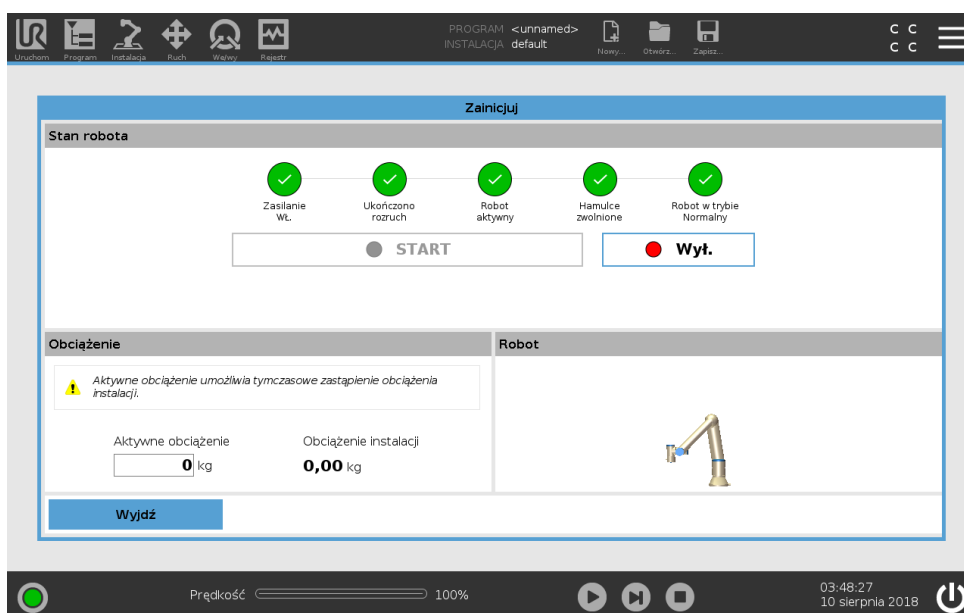 UR
PROGRAM <unnamed>
INSTALACJA default
C C
C C
Uruchom Program Instalacja Ruch We/wy Rejestr Nowy... Otwórz... Zapisz...
Zainicjuj
Stan robota
Zasilanie WŁ.
Ukończono rozruch
Robot aktywny
Hamulce zwolnione
Robot w trybie Normalny
START
Wył.
Obciążenie
Robot
Aktywne obciążenie umożliwia tymczasowe zastąpienie obciążenia
instalacji.
Aktywne obciążenie
Obciążenie instalacji
0 kg
0,00 kg
Wyjdź
Prędkość 100%
03:48:27
10 sierpnia 2018